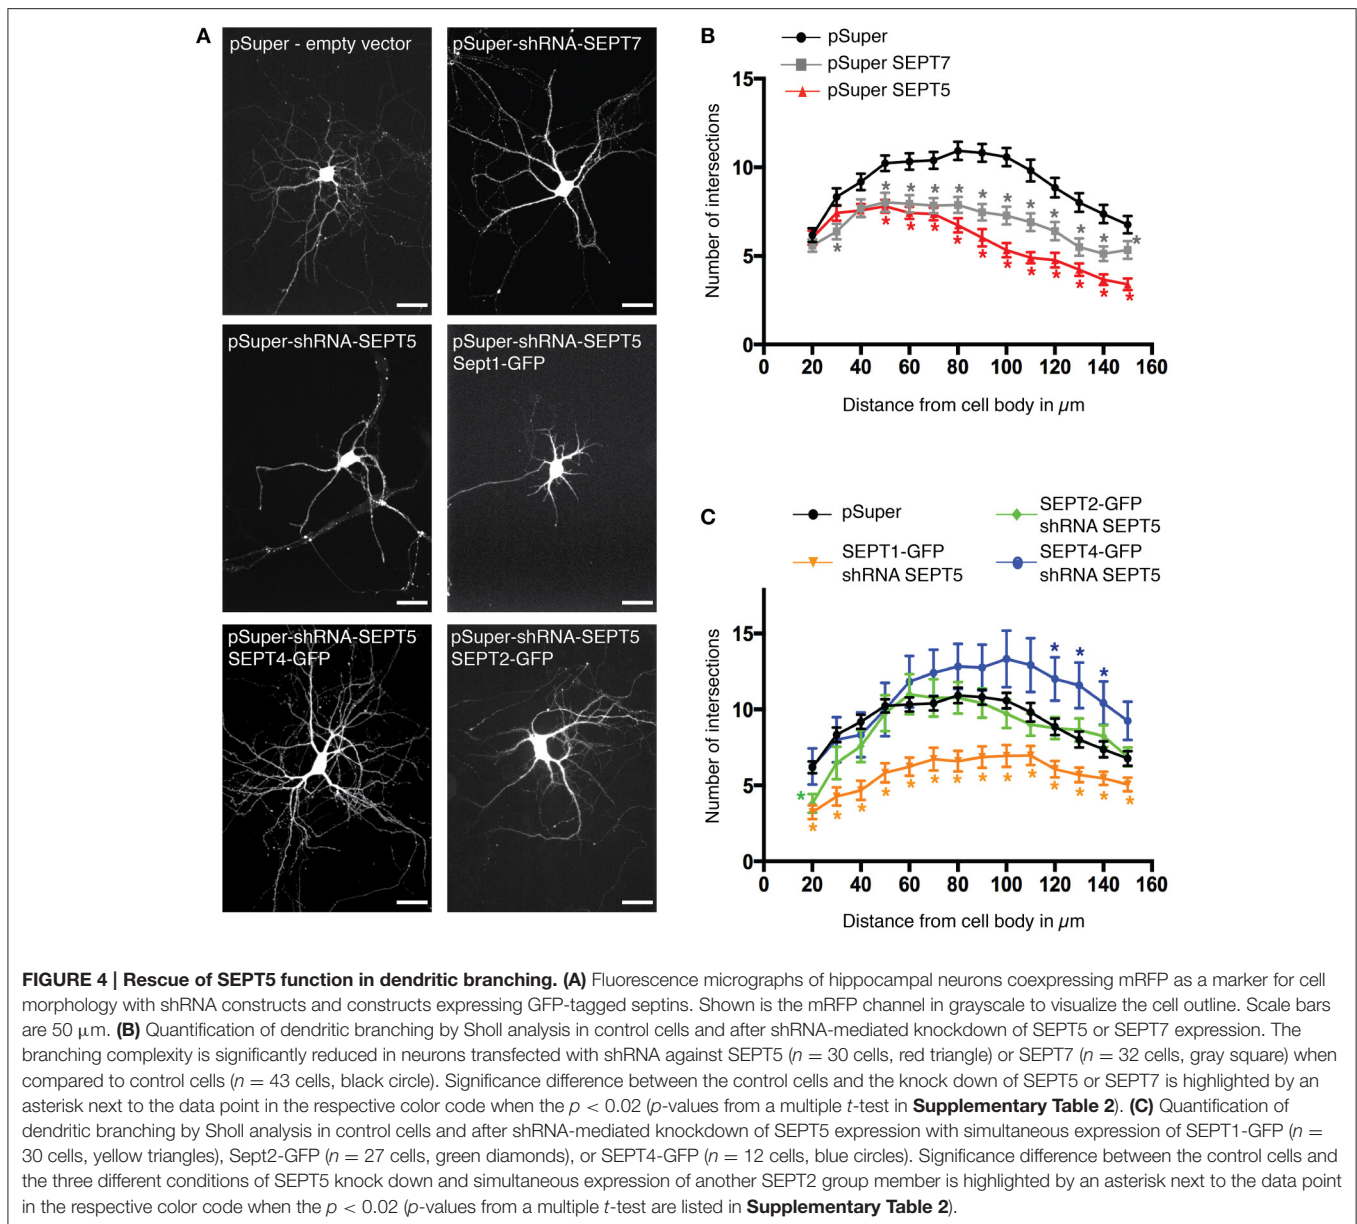 A
pSuper - empty vector
pSuper-shRNA-SEPT7
pSuper-shRNA-SEPT5
pSuper-shRNA-SEPT5
Sept1-GFP
pSuper-shRNA-SEPT5
SEPT4-GFP
pSuper-shRNA-SEPT5
SEPT2-GFP
B
pSuper
pSuper SEPT7
pSuper SEPT5
Number of intersections
15
10
5
0
0 20 40 60 80 100 120 140 160
Distance from cell body in µm
C
pSuper
SEPT1-GFP
shRNA SEPT5
SEPT2-GFP
shRNA SEPT5
SEPT4-GFP
shRNA SEPT5
Number of intersections
15
10
5
0
0 20 40 60 80 100 120 140 160
Distance from cell body in µm
FIGURE 4 | Rescue of SEPT5 function in dendritic branching. (A) Fluorescence micrographs of hippocampal neurons coexpressing mRFP as a marker for cell
morphology with shRNA constructs and constructs expressing GFP-tagged septins. Shown is the mRFP channel in grayscale to visualize the cell outline. Scale bars
are 50 µm. (B) Quantification of dendritic branching by Sholl analysis in control cells and after shRNA-mediated knockdown of SEPT5 or SEPT7 expression. The
branching complexity is significantly reduced in neurons transfected with shRNA against SEPT5 (n = 30 cells, red triangle) or SEPT7 (n = 32 cells, gray square) when
compared to control cells (n = 43 cells, black circle). Significance difference between the control cells and the knock down of SEPT5 or SEPT7 is highlighted by an
asterisk next to the data point in the respective color code when the p < 0.02 (p-values from a multiple t-test in Supplementary Table 2). (C) Quantification of
dendritic branching by Sholl analysis in control cells and after shRNA-mediated knockdown of SEPT5 expression with simultaneous expression of SEPT1-GFP (n =
30 cells, yellow triangles), Sept2-GFP (n = 27 cells, green diamonds), or SEPT4-GFP (n = 12 cells, blue circles). Significance difference between the control cells and
the three different conditions of SEPT5 knock down and simultaneous expression of another SEPT2 group member is highlighted by an asterisk next to the data point
in the respective color code when the p < 0.02 (p-values from a multiple t-test are listed in Supplementary Table 2).